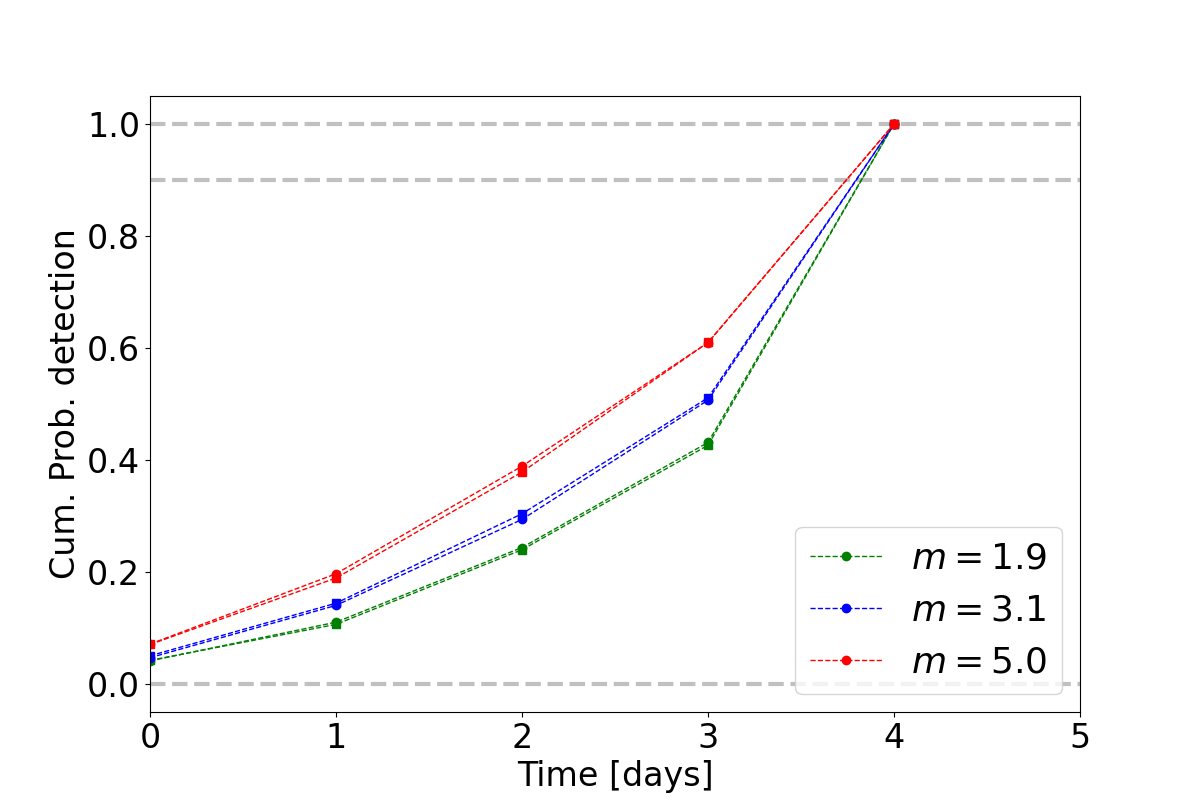 Cum. Prob. detection
1.0
0.8
0.6
0.4
0.2
0.0
m = 1.9
m = 3.1
m = 5.0
0 1 2 3 4 5
Time [days]